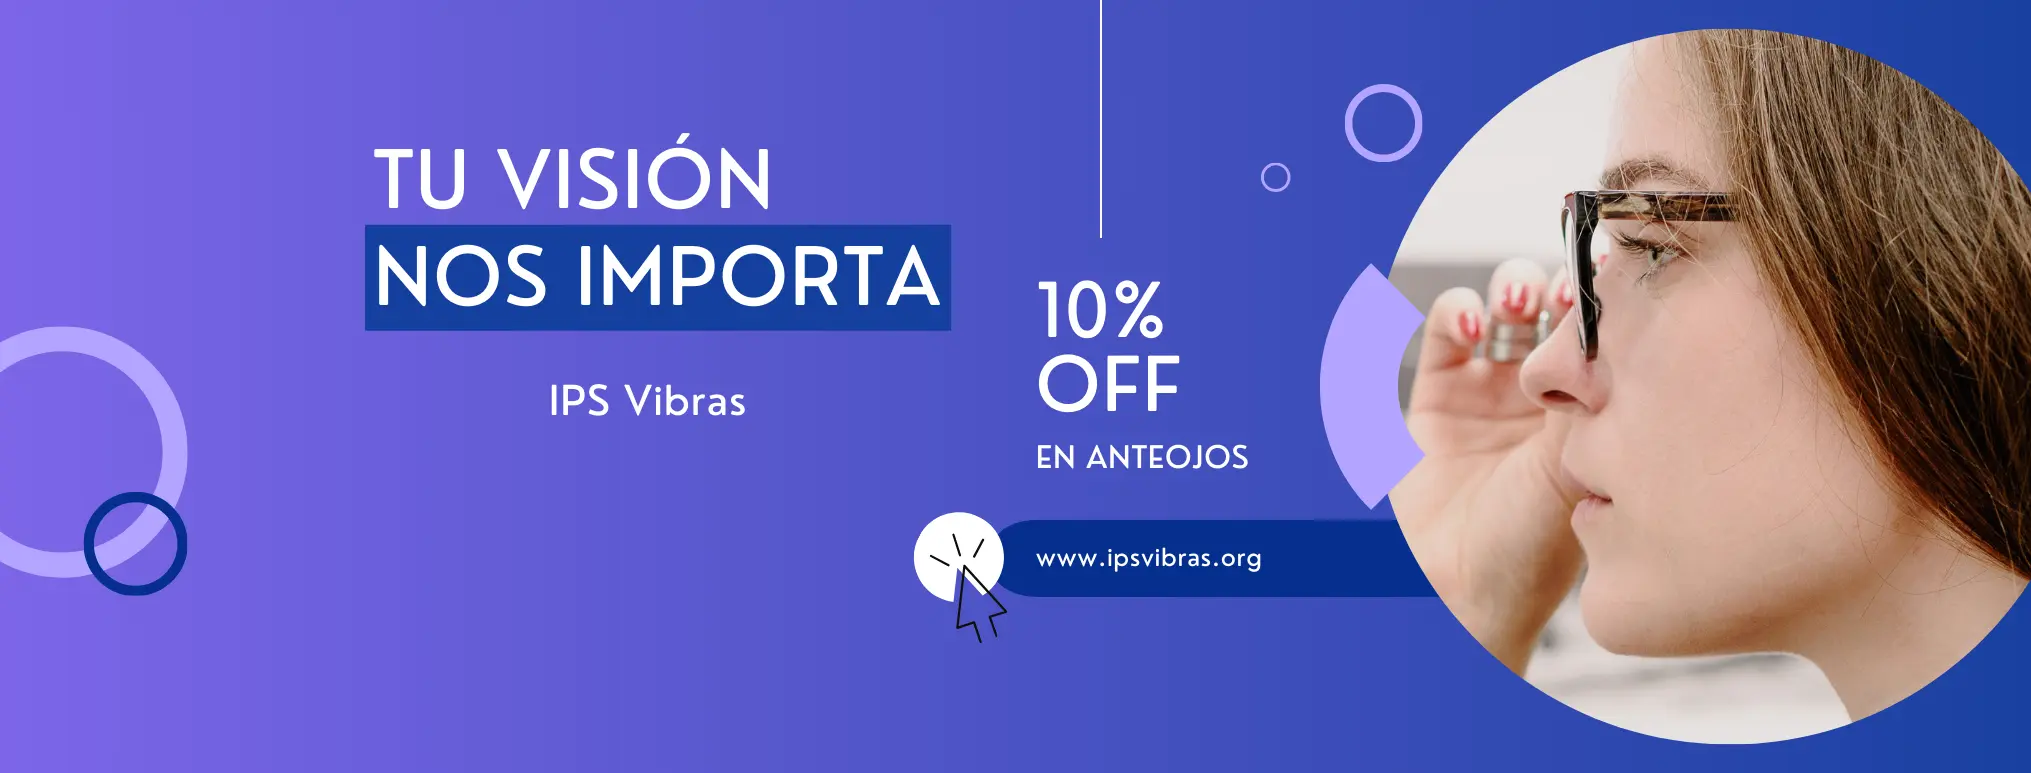 TU VISIÓN
NOS IMPORTA
IPS Vibras
10%
OFF
EN ANTEOJOS
www.ipsvibras.org